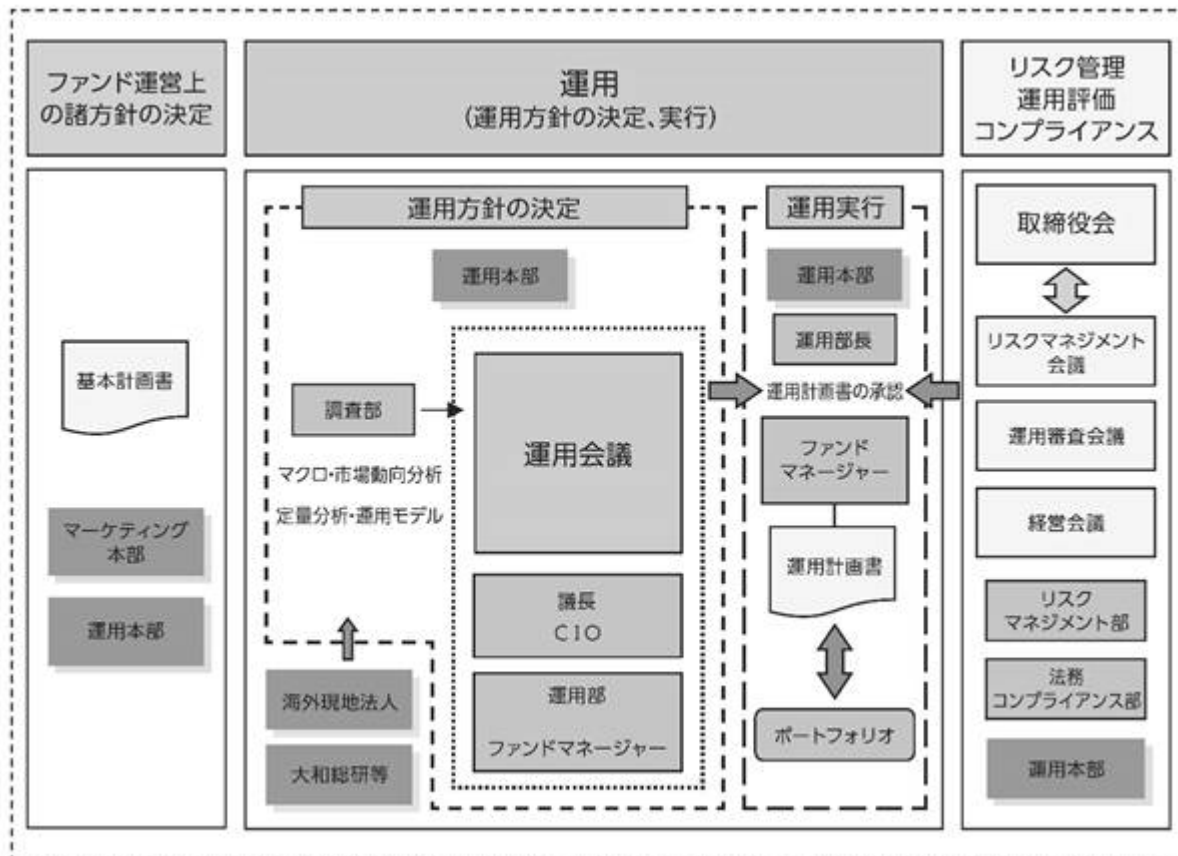 ファンド運営上
の諸方針の決定
基本計画書
マーケティング
本部
運用本部
運用
(運用方針の決定、実行)
運用方針の決定
運用本部
調査部
マクロ・市場動向分析
定量分析・運用モデル
海外現地法人
大和総研等
運用会議
議長
CIO
運用部
ファンドマネージャー
運用実行
運用本部
運用部長
運用計画書の承認
ファンド
マネージャー
運用計画書
ポートフォリオ
リスク管理
運用評価
コンプライアンス
取締役会
リスクマネジメント
会議
運用審査会議
経営会議
リスク
マネジメント部
法務
コンプライアンス部
運用本部